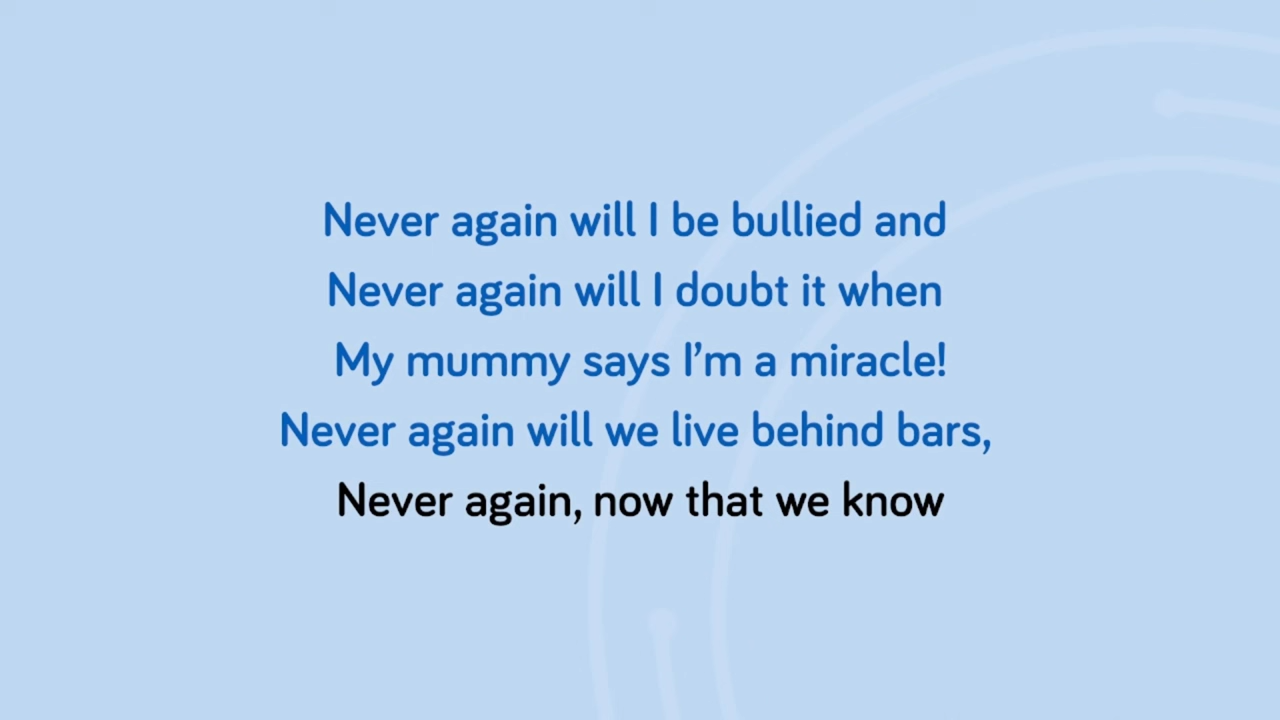 Never again will I be bullied and
Never again will I doubt it when
My mummy says I’m a miracle!
Never again will we live behind bars,
Never again, now that we know